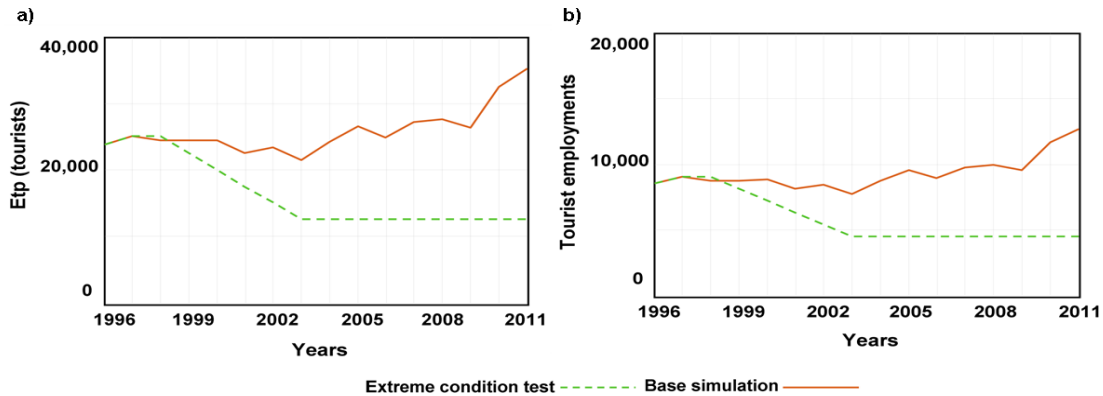 a)
40,000
20,000
0
Etp (tourists)
1996 1999 2002 2005 2008 2011
Years
b)
20,000
10,000
0
Tourist employments
1996 1999 2002 2005 2008 2011
Years
Extreme condition test Base simulation